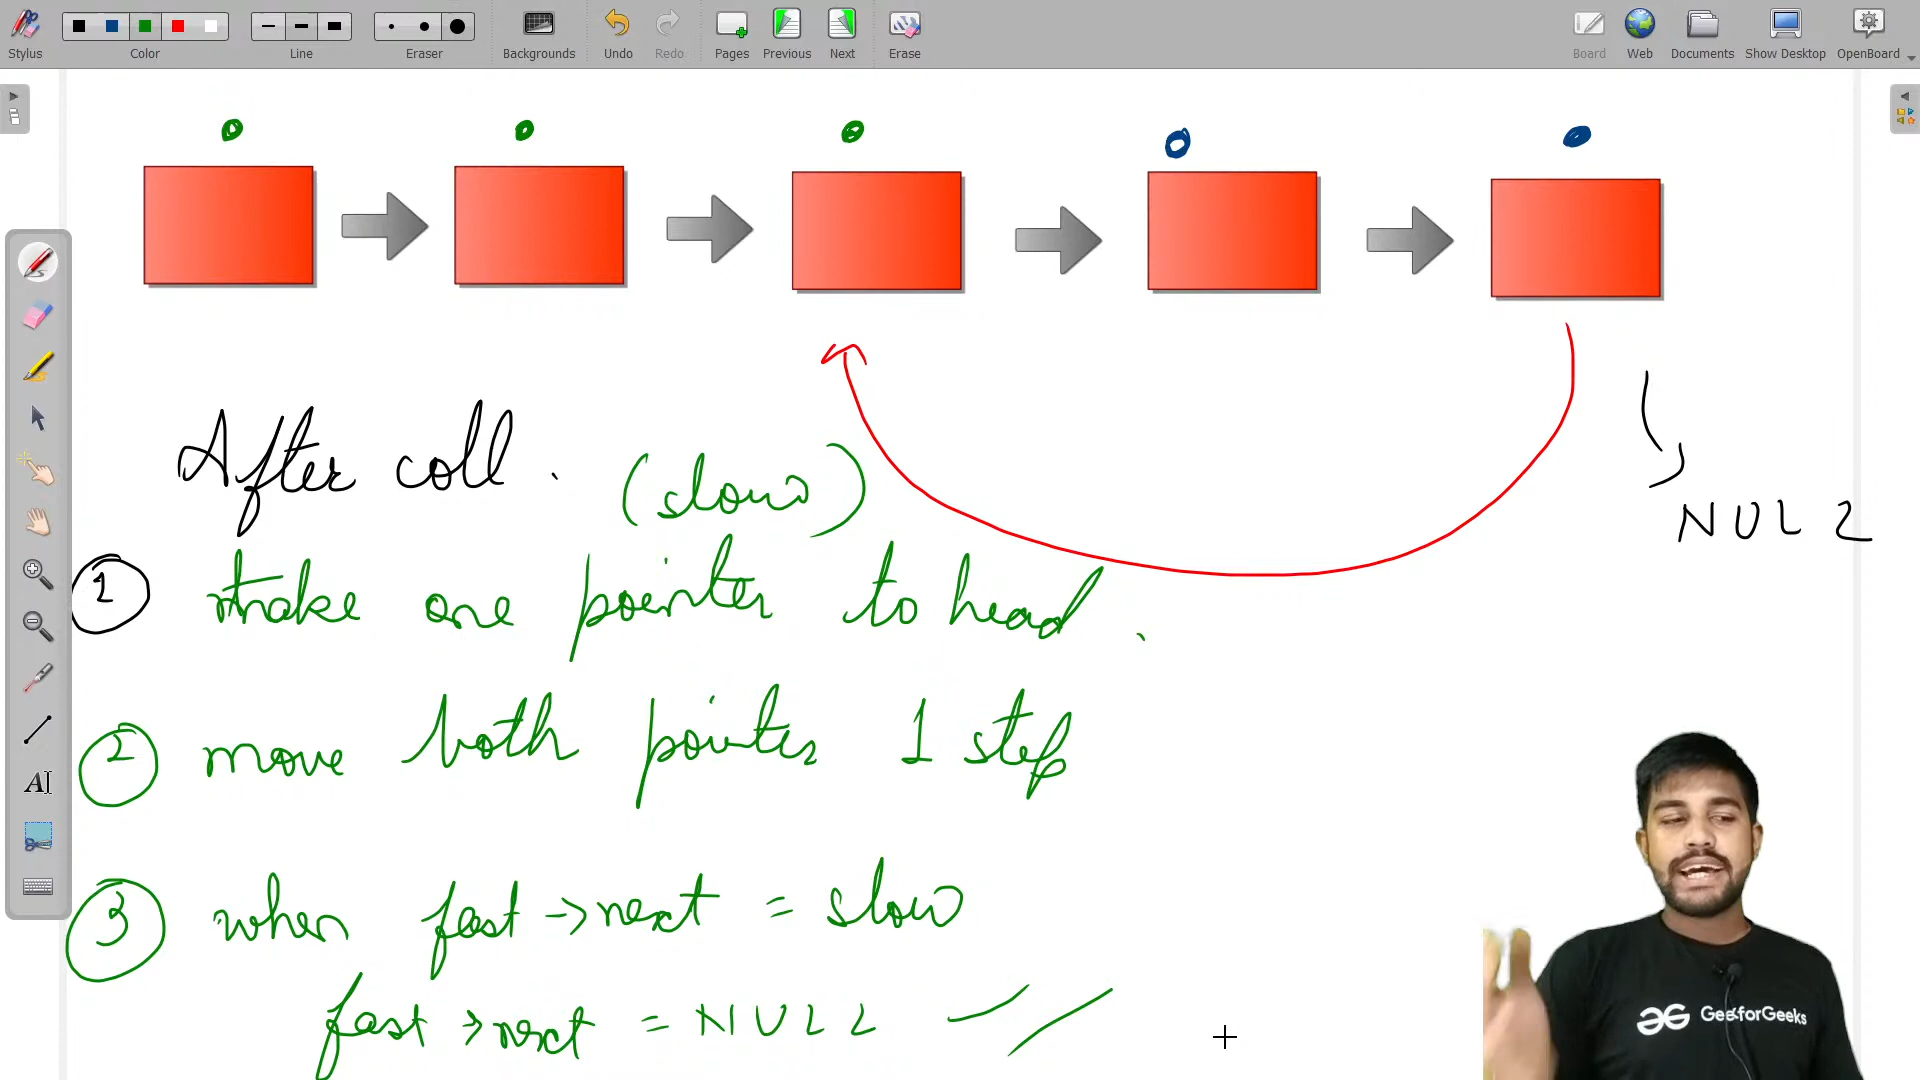 Stylus Color Line Eraser Backgrounds Undo Redo Pages Previous Next Erase Board Web Documents Show Desktop OpenBoard
After coll. (slow)
NULL
1 make one pointer to head.
2 move both pointer 1 step
3 when fast->next = slow
fast->next = NULL
GeeksforGeeks